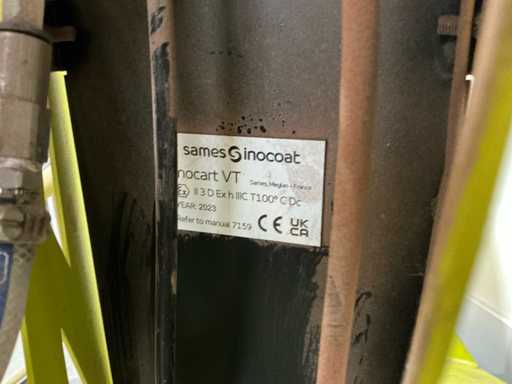 sames inocoat
nocart VT Sames, Meylan - France
Ex II 3 D Ex h IIIC T100° C Dc
YEAR: 2023
Refer to manual 7159 CE UK CA